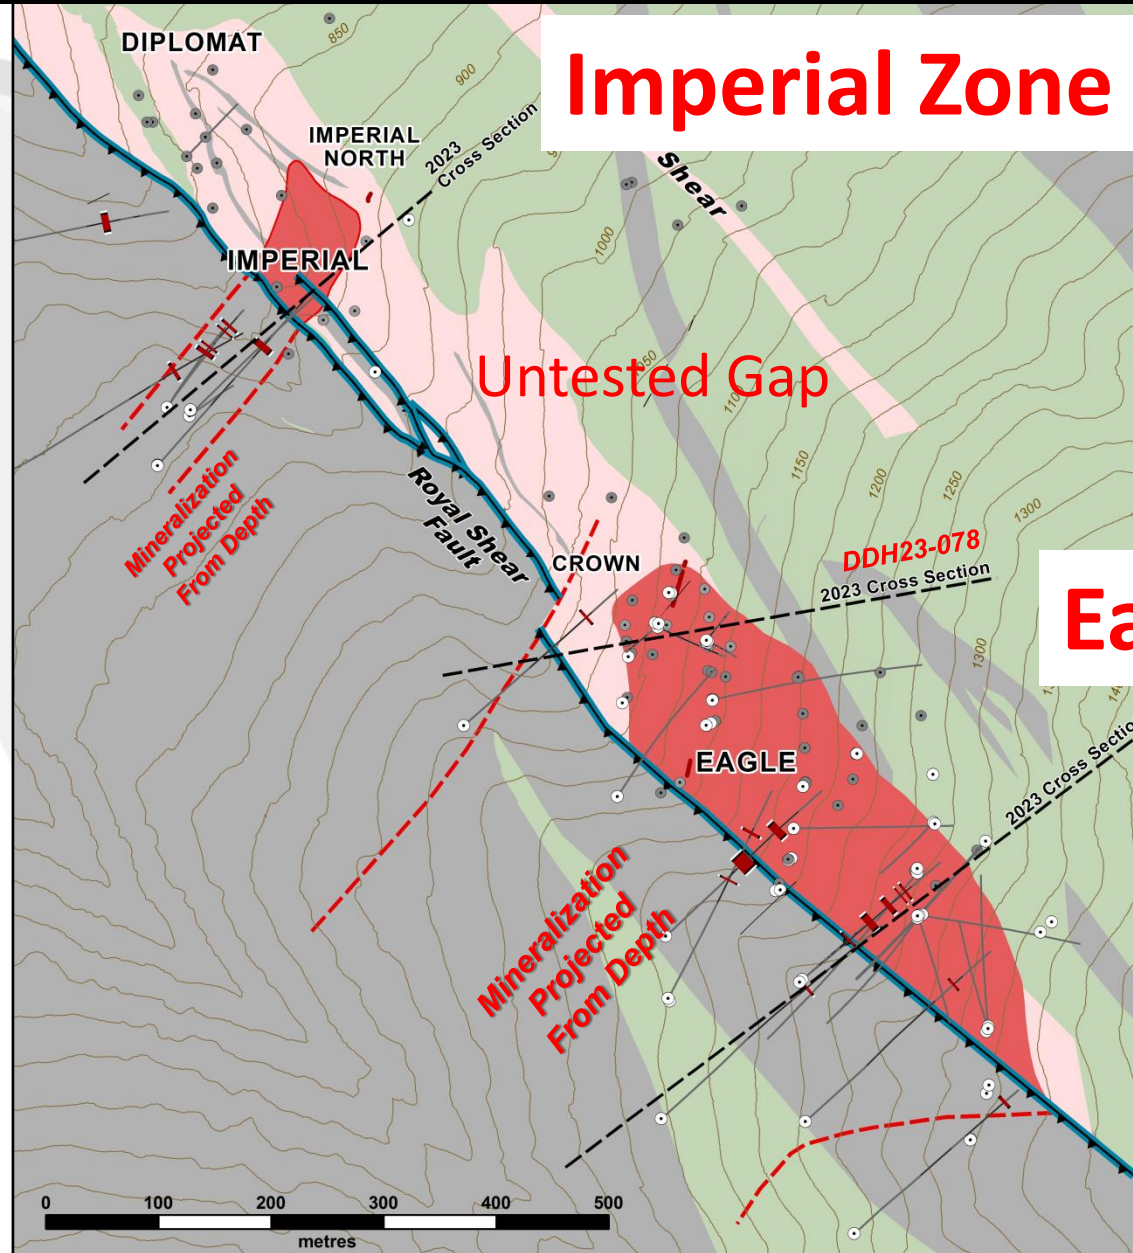 Imperial Zone
DIPLOMAT
850
900
IMPERIAL
NORTH
2023
Cross Section
Shear
1000
IMPERIAL
Untested Gap
1150
1200
1250
1300
Mineralization
Projected
From Depth
Royal Shear
Fault
CROWN
DDH23-078
2023 Cross Section
Ea
1300
EAGLE
2023 Cross Sectio
Mineralization
Projected
From Depth
0 100 200 300 400 500
metres